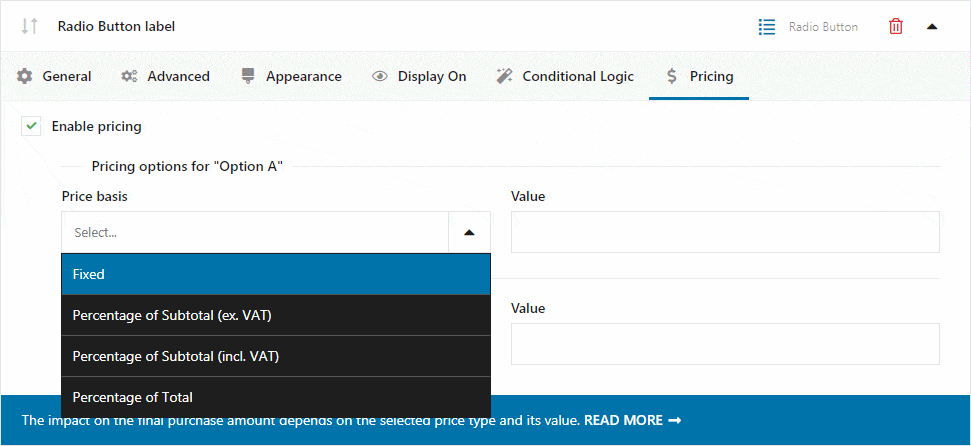 Radio Button label
Radio Button
General
Advanced
Appearance
Display On
Conditional Logic
Pricing
Enable pricing
Pricing options for "Option A"
Price basis
Value
Select...
Fixed
Percentage of Subtotal (ex. VAT)
Value
Percentage of Subtotal (incl. VAT)
Percentage of Total
The impact on the final purchase amount depends on the selected price type and its value. READ MORE →